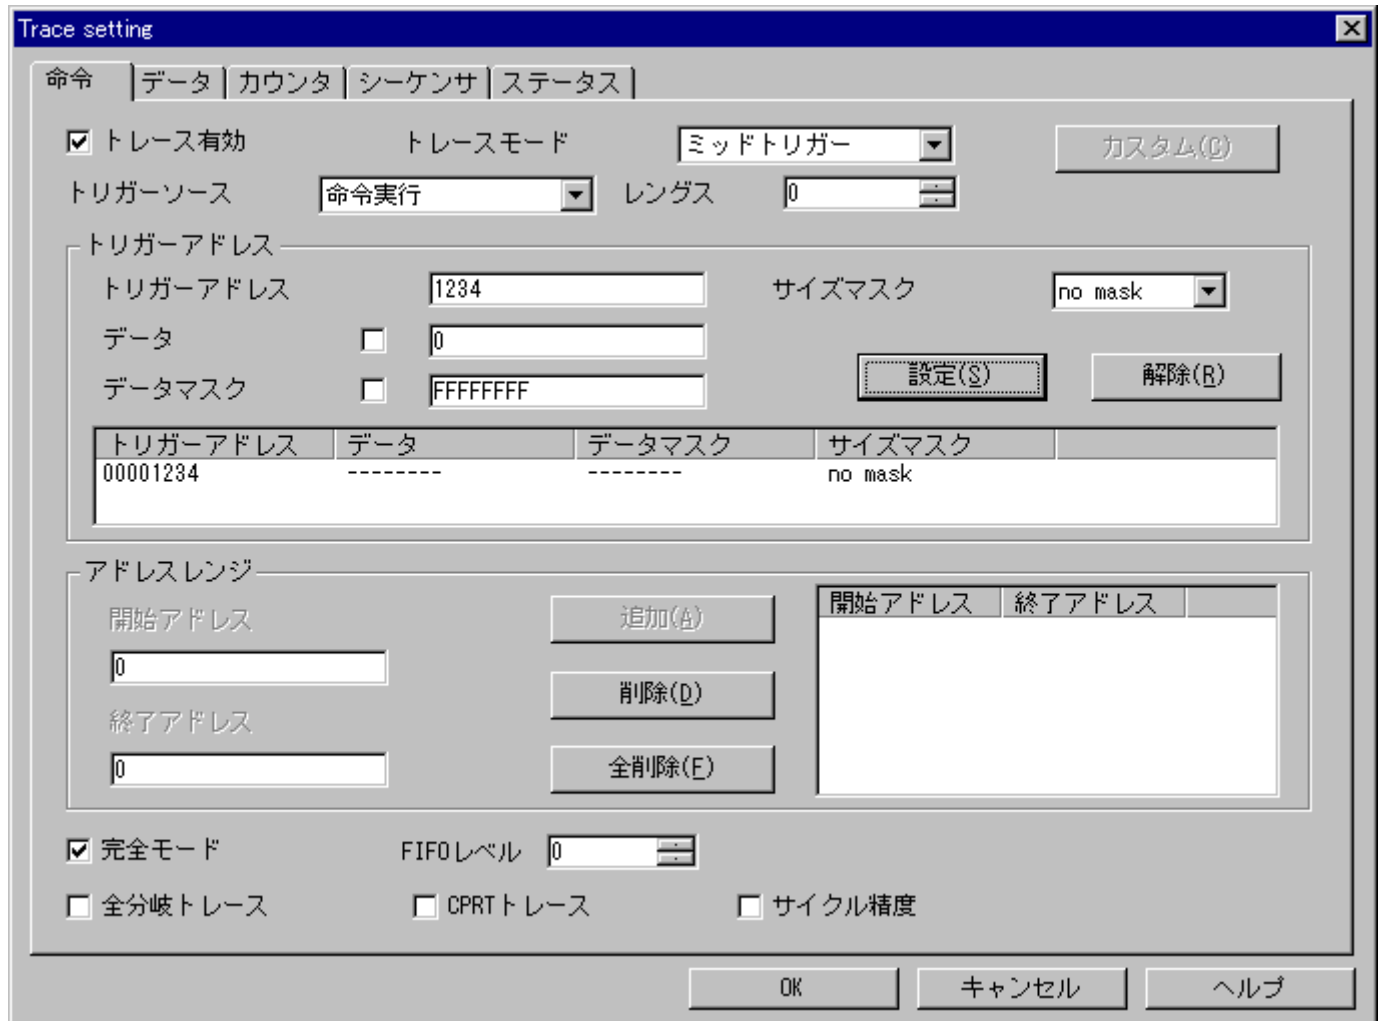 Trace setting
命令 データ カウンタ シーケンサ ステータス
トレース有効 トレースモード ミッドトリガー カスタム(C)
トリガーソース 命令実行 レングス 0
トリガーアドレス
トリガーアドレス 1234 サイズマスク no mask
データ 0
設定(S) 解除(R)
データマスク FFFFFFFF
トリガーアドレス データ データマスク サイズマスク
00001234 -------- -------- no mask
アドレスレンジ
開始アドレス 追加(A) 開始アドレス 終了アドレス
0
削除(D)
終了アドレス
0 全削除(F)
完全モード FIFOレベル 0
全分岐トレース CPRTトレース サイクル精度
OK キャンセル ヘルプ